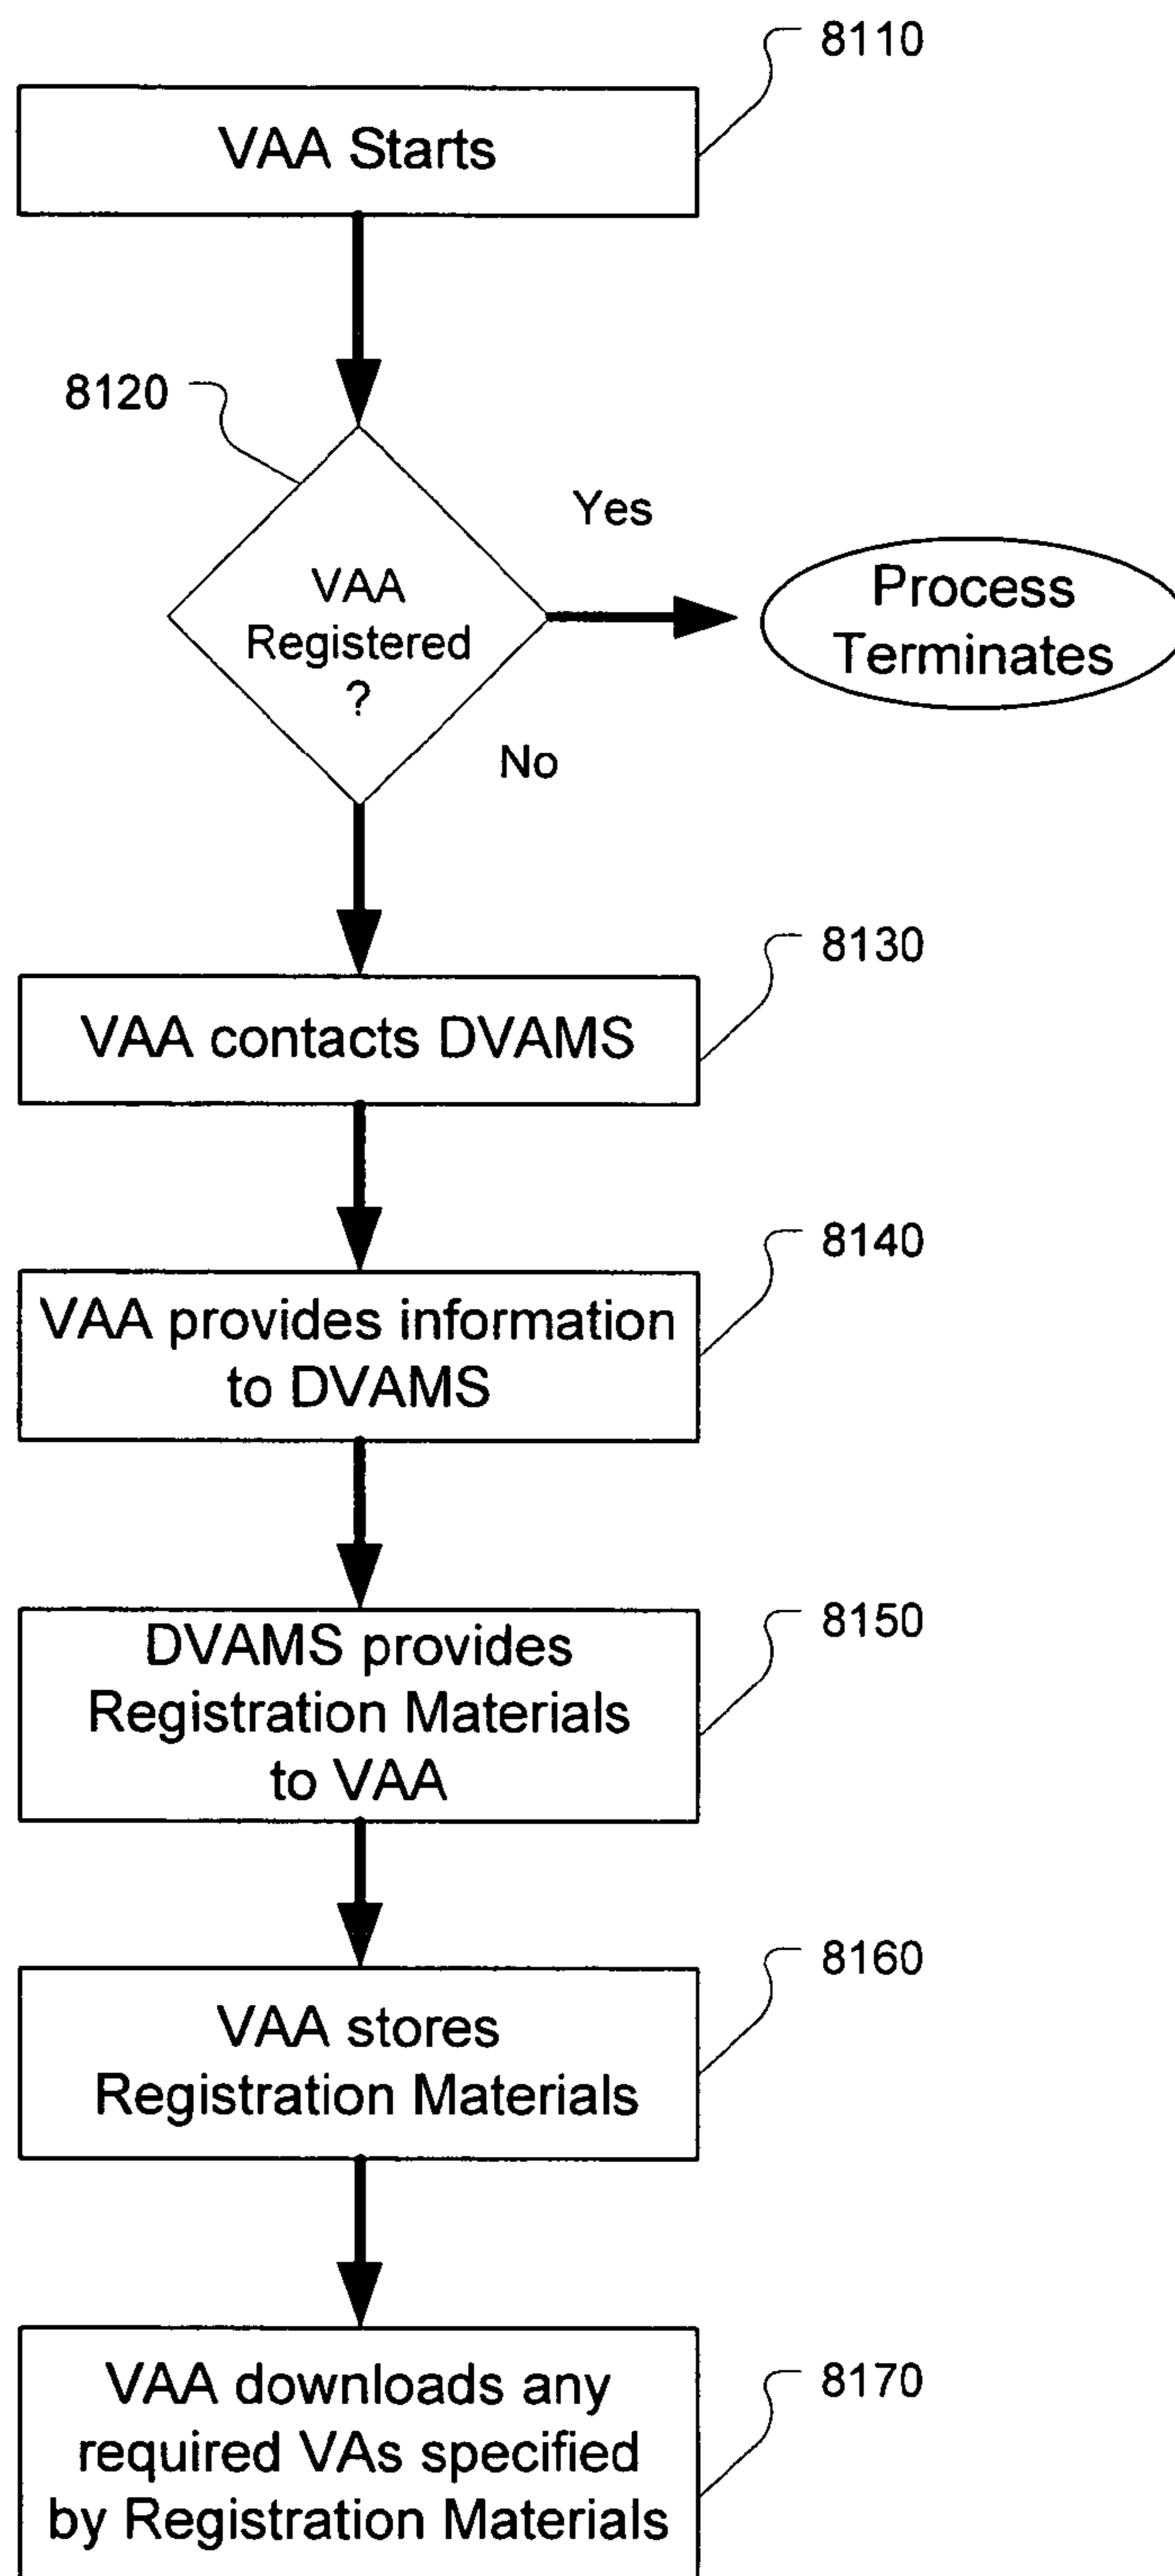 8110
VAA Starts
8120
Yes
VAA
Registered
?
Process
Terminates
No
8130
VAA contacts DVAMS
8140
VAA provides information
to DVAMS
8150
DVAMS provides
Registration Materials
to VAA
8160
VAA stores
Registration Materials
8170
VAA downloads any
required VAs specified
by Registration Materials